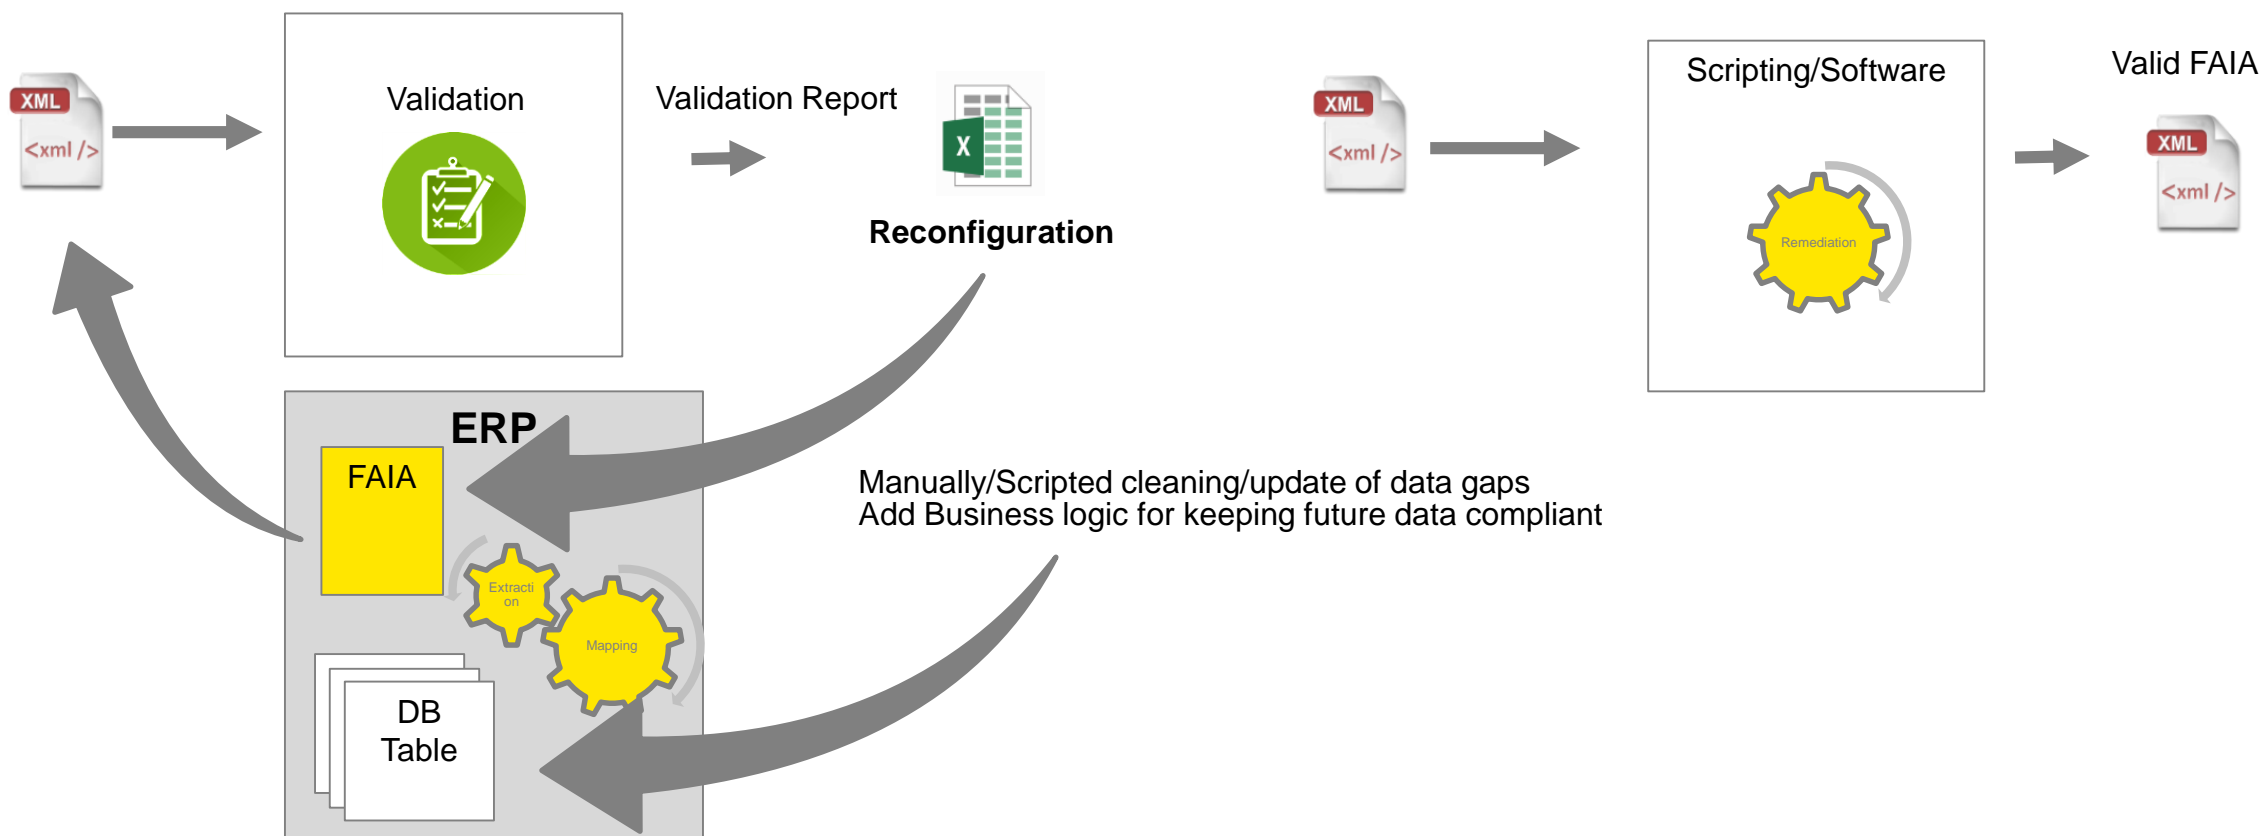 XML
<xml />
Validation
Validation Report
X
Reconfiguration
XML
<xml />
Scripting/Software
Remediation
Valid FAIA
XML
<xml />
ERP
FAIA
Extracti
on
Mapping
DB
Table
Manually/Scripted cleaning/update of data gaps
Add Business logic for keeping future data compliant